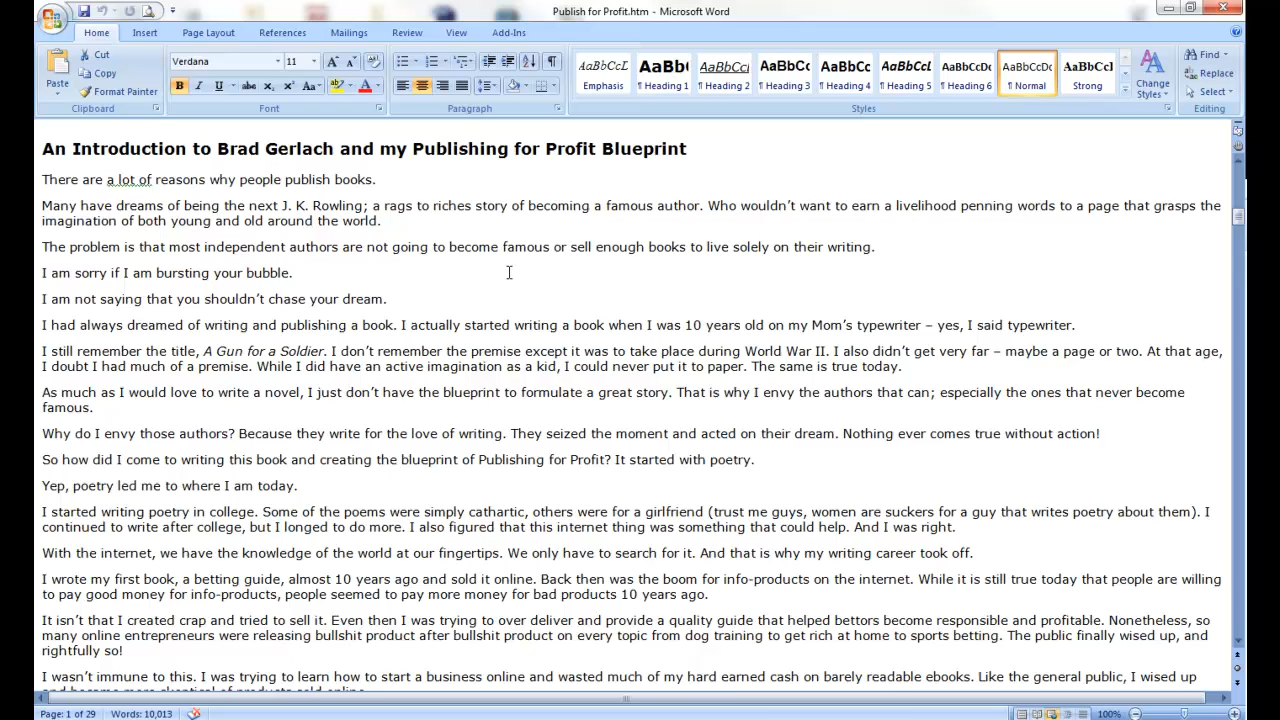 Publish for Profit.htm - Microsoft Word
Home Insert Page Layout References Mailings Review View Add-Ins
Paste
Cut
Copy
Format Painter
Clipboard
Verdana 11
Font
Paragraph
AaBbCcL AaBb( AaBbCcl AaBbCc AaBbCc AaBbCcL AaBbCcDc AaBbCcDc AaBbCcl
Emphasis ¶ Heading 1 ¶ Heading 2 ¶ Heading 3 ¶ Heading 4 ¶ Heading 5 ¶ Heading 6 ¶ Normal Strong
Change Styles
Styles
Find
Replace
Select
Editing
An Introduction to Brad Gerlach and my Publishing for Profit Blueprint
There are a lot of reasons why people publish books.
Many have dreams of being the next J. K. Rowling; a rags to riches story of becoming a famous author. Who wouldn’t want to earn a livelihood penning words to a page that grasps the
imagination of both young and old around the world.
The problem is that most independent authors are not going to become famous or sell enough books to live solely on their writing.
I am sorry if I am bursting your bubble.
I am not saying that you shouldn’t chase your dream.
I had always dreamed of writing and publishing a book. I actually started writing a book when I was 10 years old on my Mom’s typewriter – yes, I said typewriter.
I still remember the title, A Gun for a Soldier. I don’t remember the premise except it was to take place during World War II. I also didn’t get very far – maybe a page or two. At that age,
I doubt I had much of a premise. While I did have an active imagination as a kid, I could never put it to paper. The same is true today.
As much as I would love to write a novel, I just don’t have the blueprint to formulate a great story. That is why I envy the authors that can; especially the ones that never become
famous.
Why do I envy those authors? Because they write for the love of writing. They seized the moment and acted on their dream. Nothing ever comes true without action!
So how did I come to writing this book and creating the blueprint of Publishing for Profit? It started with poetry.
Yep, poetry led me to where I am today.
I started writing poetry in college. Some of the poems were simply cathartic, others were for a girlfriend (trust me guys, women are suckers for a guy that writes poetry about them). I
continued to write after college, but I longed to do more. I also figured that this internet thing was something that could help. And I was right.
With the internet, we have the knowledge of the world at our fingertips. We only have to search for it. And that is why my writing career took off.
I wrote my first book, a betting guide, almost 10 years ago and sold it online. Back then was the boom for info-products on the internet. While it is still true today that people are willing
to pay good money for info-products, people seemed to pay more money for bad products 10 years ago.
It isn’t that I created crap and tried to sell it. Even then I was trying to over deliver and provide a quality guide that helped bettors become responsible and profitable. Nonetheless, so
many online entrepreneurs were releasing bullshit product after bullshit product on every topic from dog training to get rich at home to sports betting. The public finally wised up, and
rightfully so!
I wasn’t immune to this. I was trying to learn how to start a business online and wasted much of my hard earned cash on barely readable ebooks. Like the general public, I wised up
and became more skeptical of products sold online.
Page: 1 of 29 Words: 10,013 100%